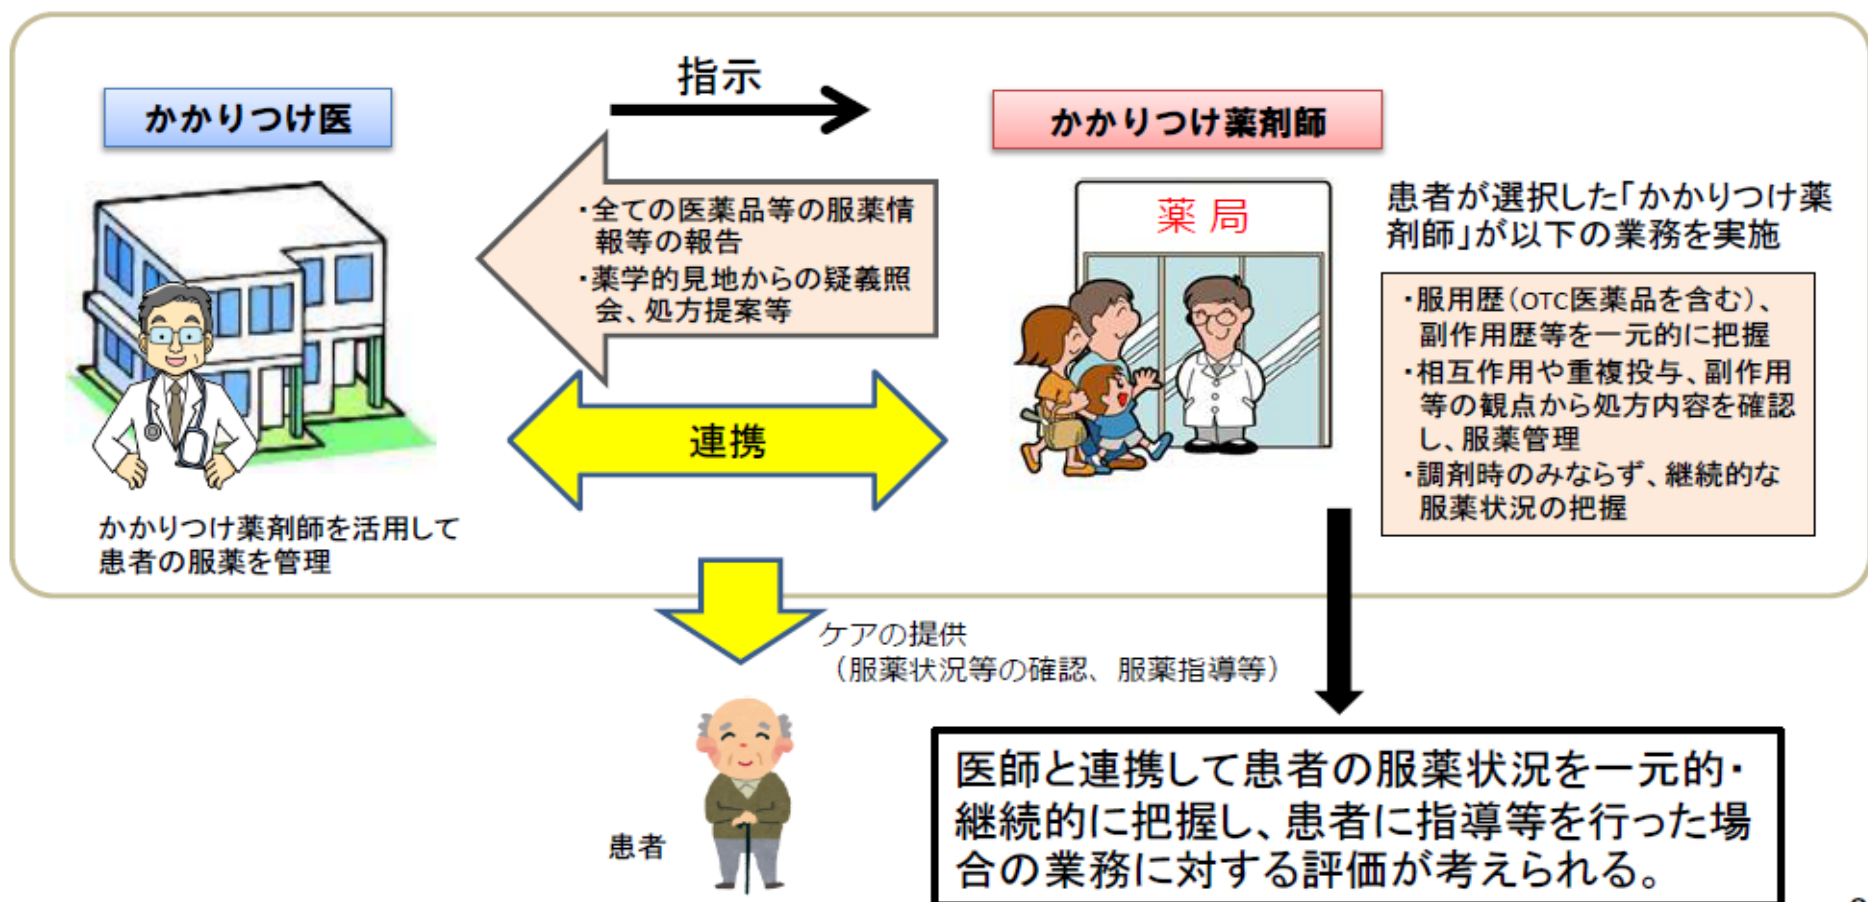 指示
かかりつけ医
かかりつけ薬剤師
・全ての医薬品等の服薬情
報等の報告
・薬学的見地からの疑義照
会、処方提案等
薬局
患者が選択した「かかりつけ薬
剤師」が以下の業務を実施
・服用歴（OTC医薬品を含む）、
副作用歴等を一元的に把握
・相互作用や重複投与、副作用
等の観点から処方内容を確認
し、服薬管理
・調剤時のみならず、継続的な
服薬状況の把握
連携
かかりつけ薬剤師を活用して
患者の服薬を管理
ケアの提供
（服薬状況等の確認、服薬指導等）
患者
医師と連携して患者の服薬状況を一元的・
継続的に把握し、患者に指導等を行った場
合の業務に対する評価が考えられる。